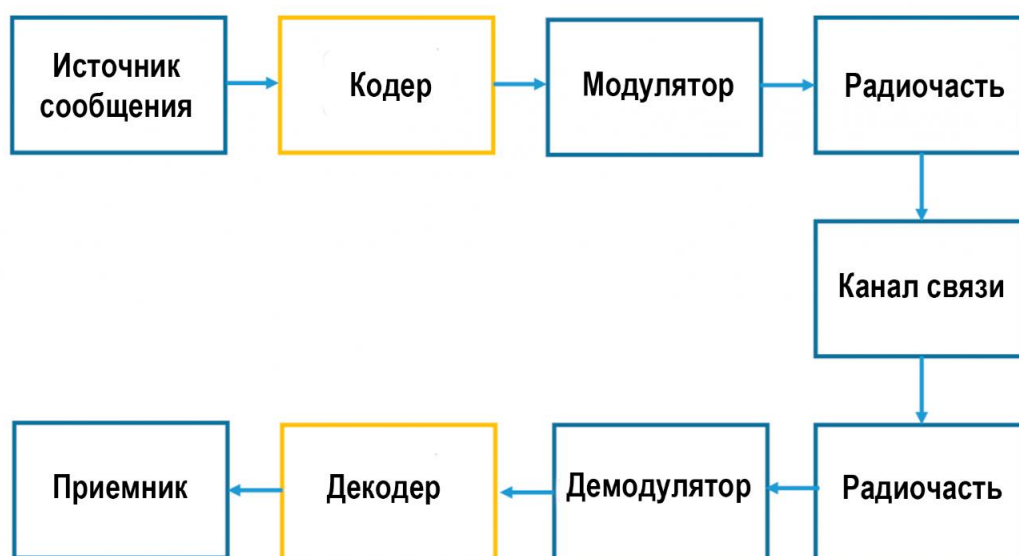 Источник
сообщения
Кодер
Модулятор
Радиочасть
Канал связи
Приемник
Декодер
Демодулятор
Радиочасть